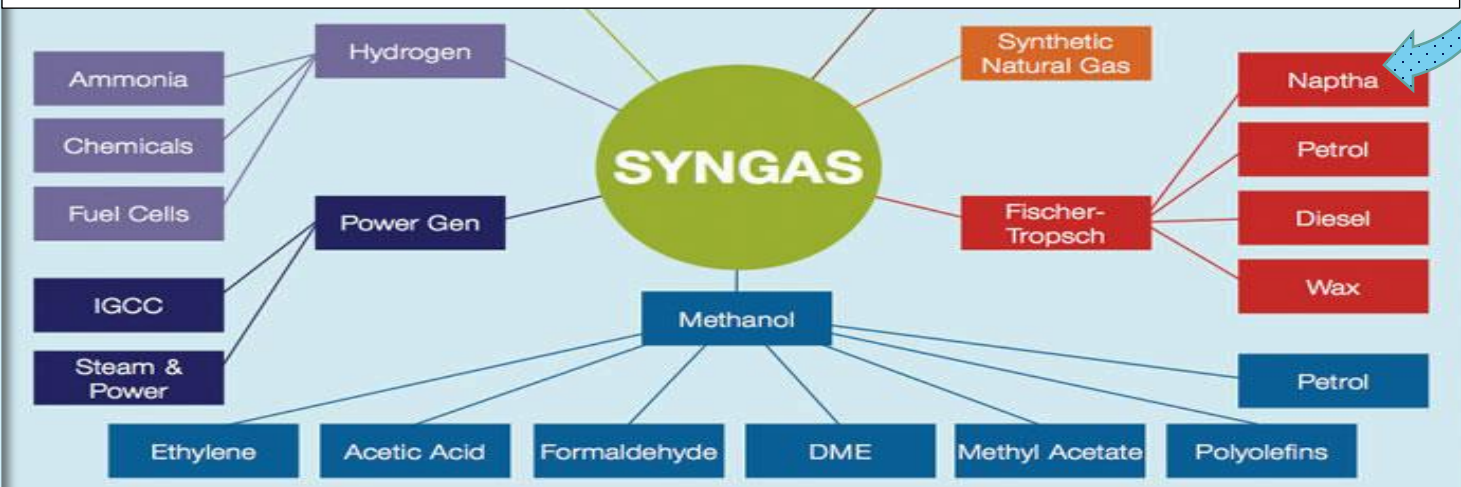 Hydrogen
Synthetic
Natural Gas
Ammonia
Naptha
Chemicals
Petrol
SYNGAS
Fuel Cells
Power Gen
Fischer-
Tropsch
Diesel
IGCC
Wax
Methanol
Steam &
Power
Petrol
Ethylene
Acetic Acid
Formaldehyde
DME
Methyl Acetate
Polyolefins